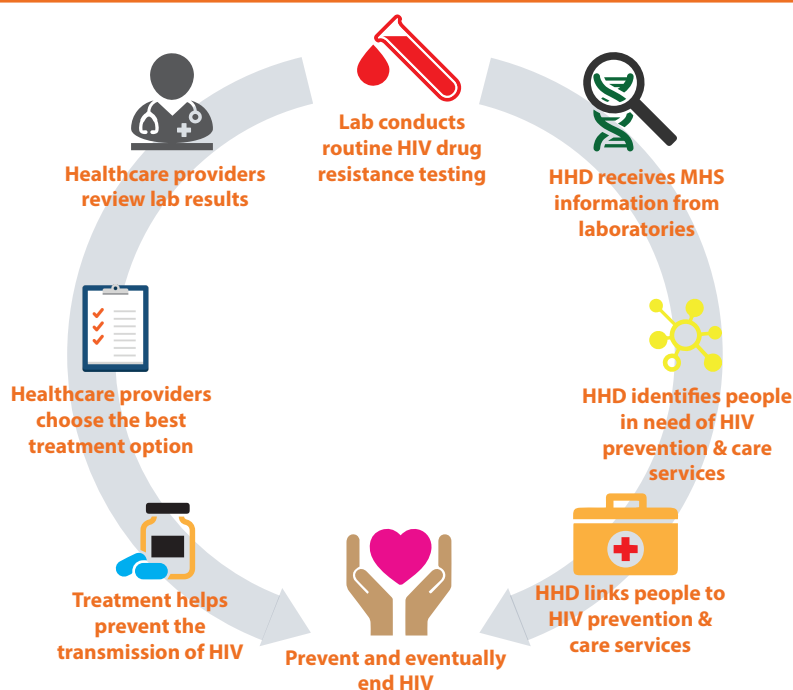 Lab conducts
routine HIV drug
resistance testing
Healthcare providers
review lab results
HHD receives MHS
information from
laboratories
Healthcare providers
choose the best
treatment option
HHD identifies people
in need of HIV
prevention & care
services
Treatment helps
prevent the
transmission of HIV
HHD links people to
HIV prevention &
care services
Prevent and eventually
end HIV